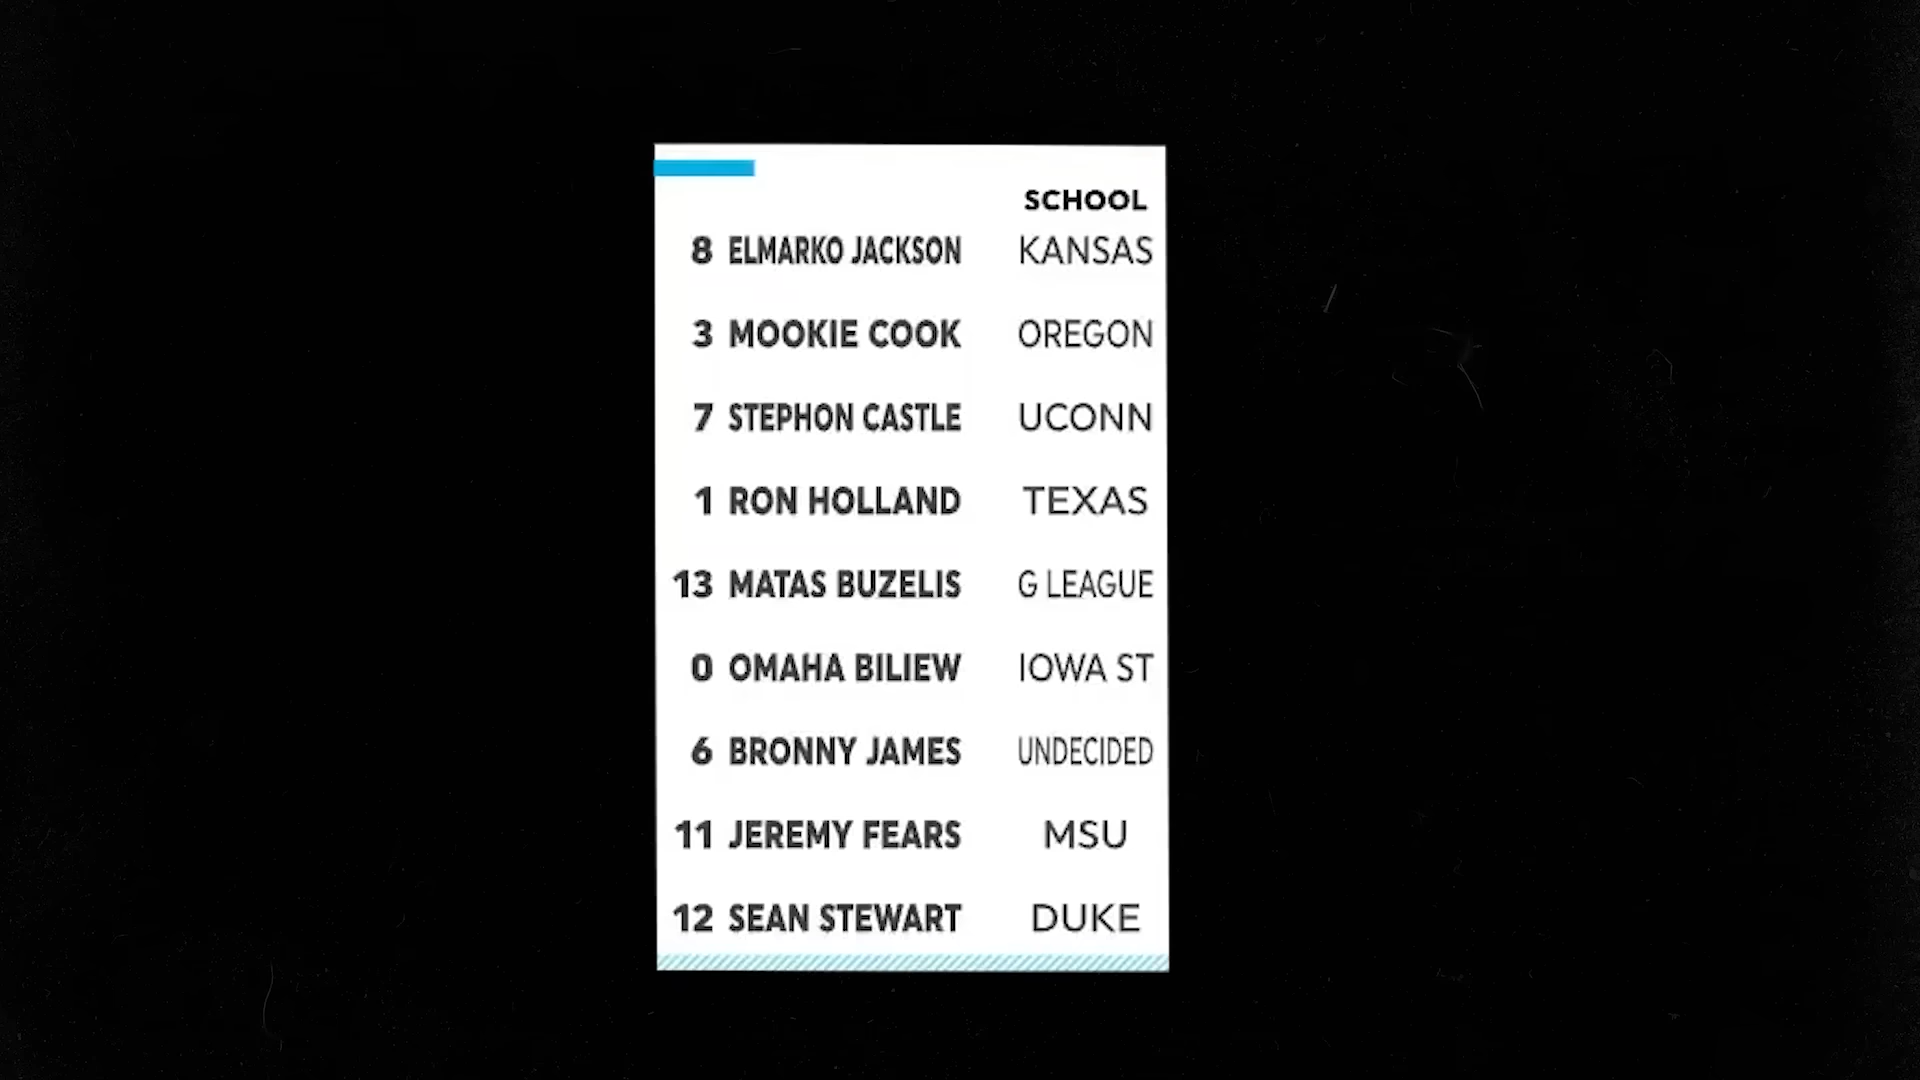 SCHOOL
8 ELMARKO JACKSON KANSAS
3 MOOKIE COOK OREGON
7 STEPHON CASTLE UCONN
1 RON HOLLAND TEXAS
13 MATAS BUZELIS G LEAGUE
0 OMAHA BILIEW IOWA ST
6 BRONNY JAMES UNDECIDED
11 JEREMY FEARS MSU
12 SEAN STEWART DUKE